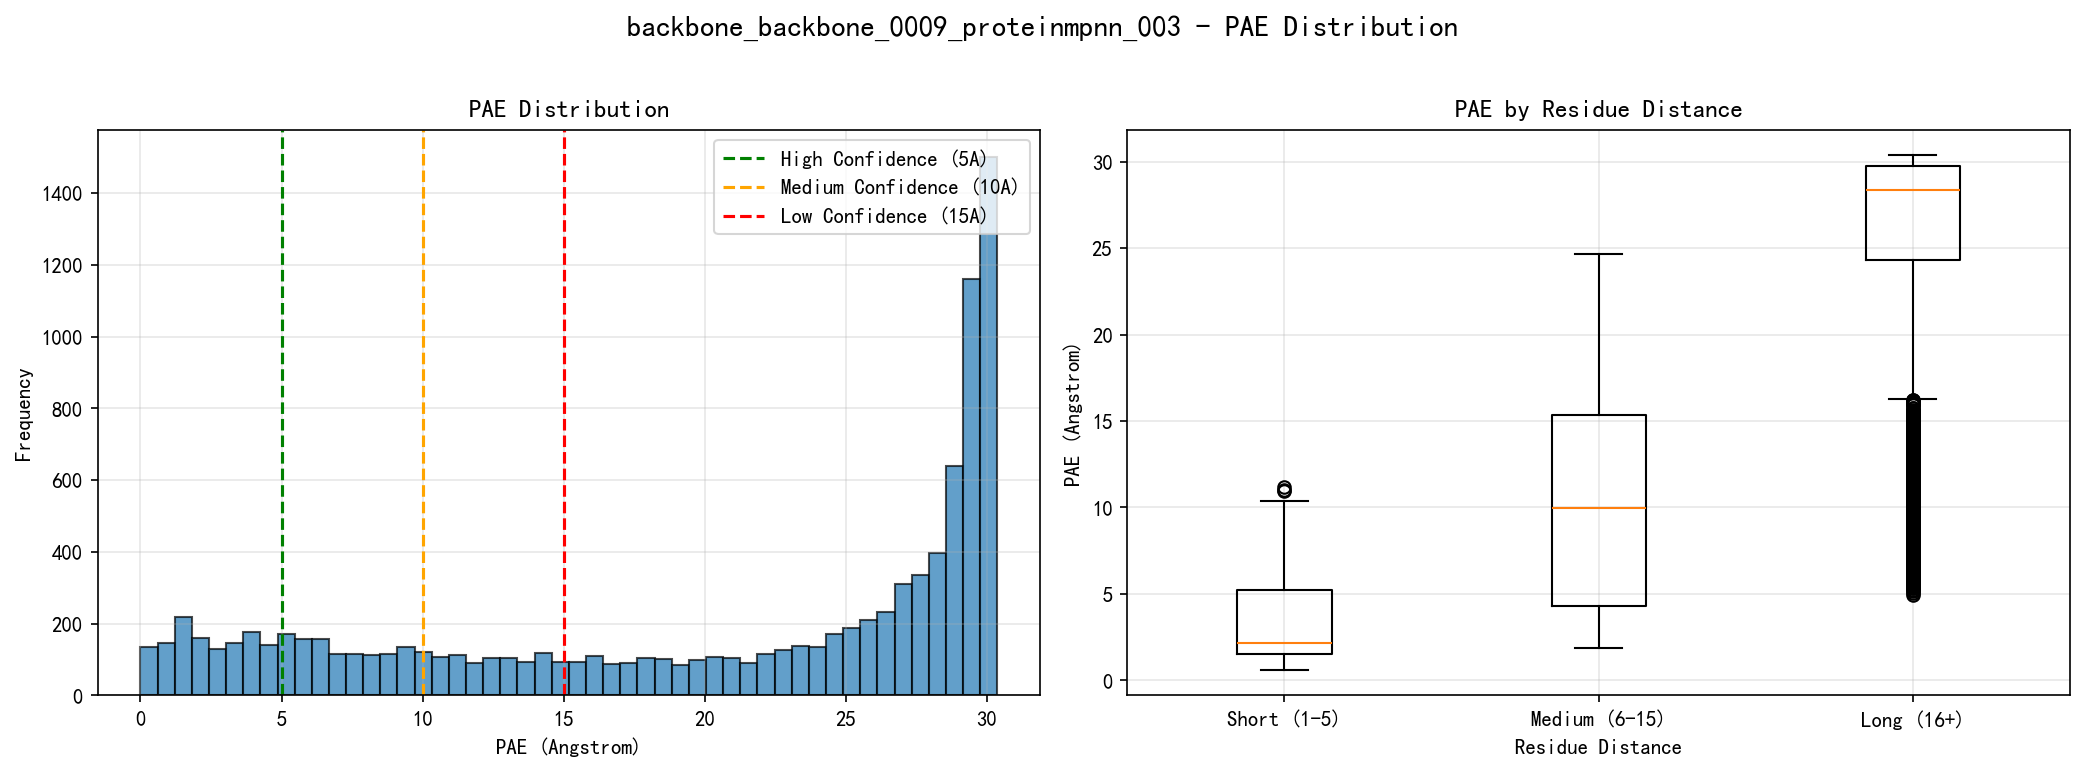 backbone_backbone_0009_proteinmpnn_003 - PAE Distribution
PAE Distribution
High Confidence (5A)
Medium Confidence (10A)
Low Confidence (15A)
Frequency
1400
1200
1000
800
600
400
200
0
0 5 10 15 20 25 30
PAE (Angstrom)
PAE by Residue Distance
PAE (Angstrom)
30
25
20
15
10
5
0
Short (1-5) Medium (6-15) Long (16+)
Residue Distance